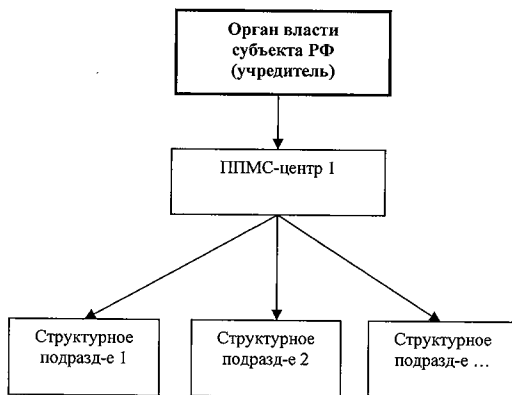 Орган власти
субъекта РФ
(учредитель)
ППМС-центр 1
Структурное
подразд-е 1
Структурное
подразд-е 2
Структурное
подразд-е ...